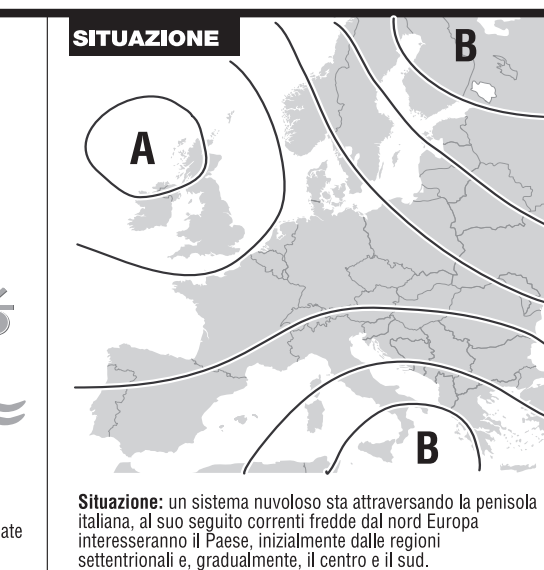 SITUAZIONE
B
A
B
ate
Situazione: un sistema nuvoloso sta attraversando la penisola
italiana, al suo seguito correnti fredde dal nord Europa
interesseranno il Paese, inizialmente dalle regioni
settentrionali e, gradualmente, il centro e il sud.